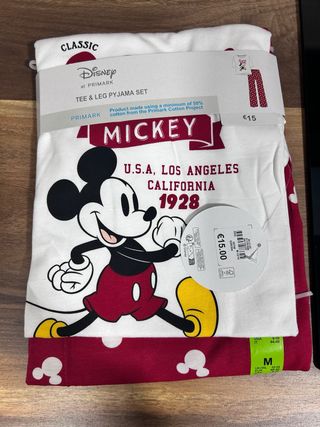 CLASSIC
Disney
at PRIMARK
TEE & LEG PYJAMA SET
PRIMARK
Product made using a minimum of 50%
cotton from the Primark Cotton Project
€15
MICKEY
U.S.A, LOS ANGELES
CALIFORNIA
1928
€15.00
M